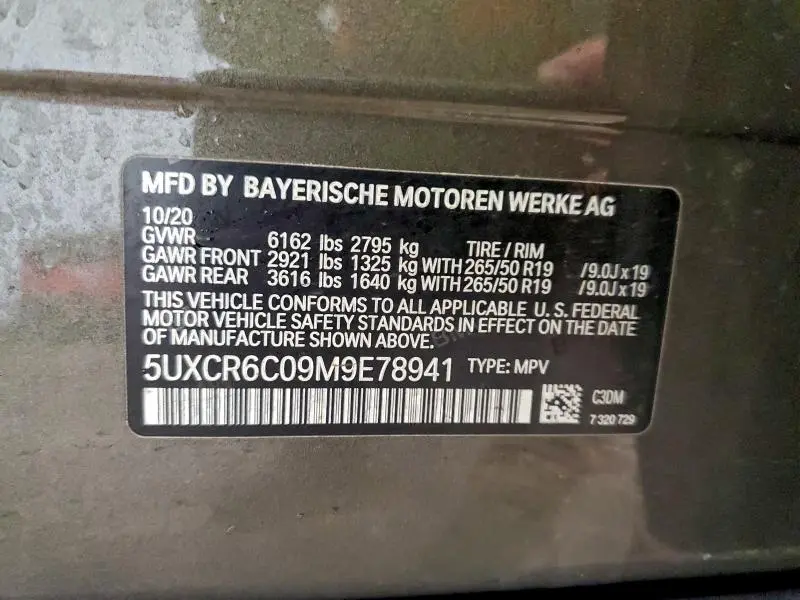 MFD BY BAYERISCHE MOTOREN WERKE AG
10/20
GVWR 6162 lbs 2795 kg TIRE / RIM
GAWR FRONT 2921 lbs 1325 kg WITH 265/50 R19 /9.0J x 19
GAWR REAR 3616 lbs 1640 kg WITH 265/50 R19 /9.0J x 19
THIS VEHICLE CONFORMS TO ALL APPLICABLE U. S. FEDERAL
MOTOR VEHICLE SAFETY STANDARDS IN EFFECT ON THE DATE
OF MANUFACTURE SHOWN ABOVE.
5UXCR6C09M9E78941 TYPE: MPV
C3DM
7 320 729